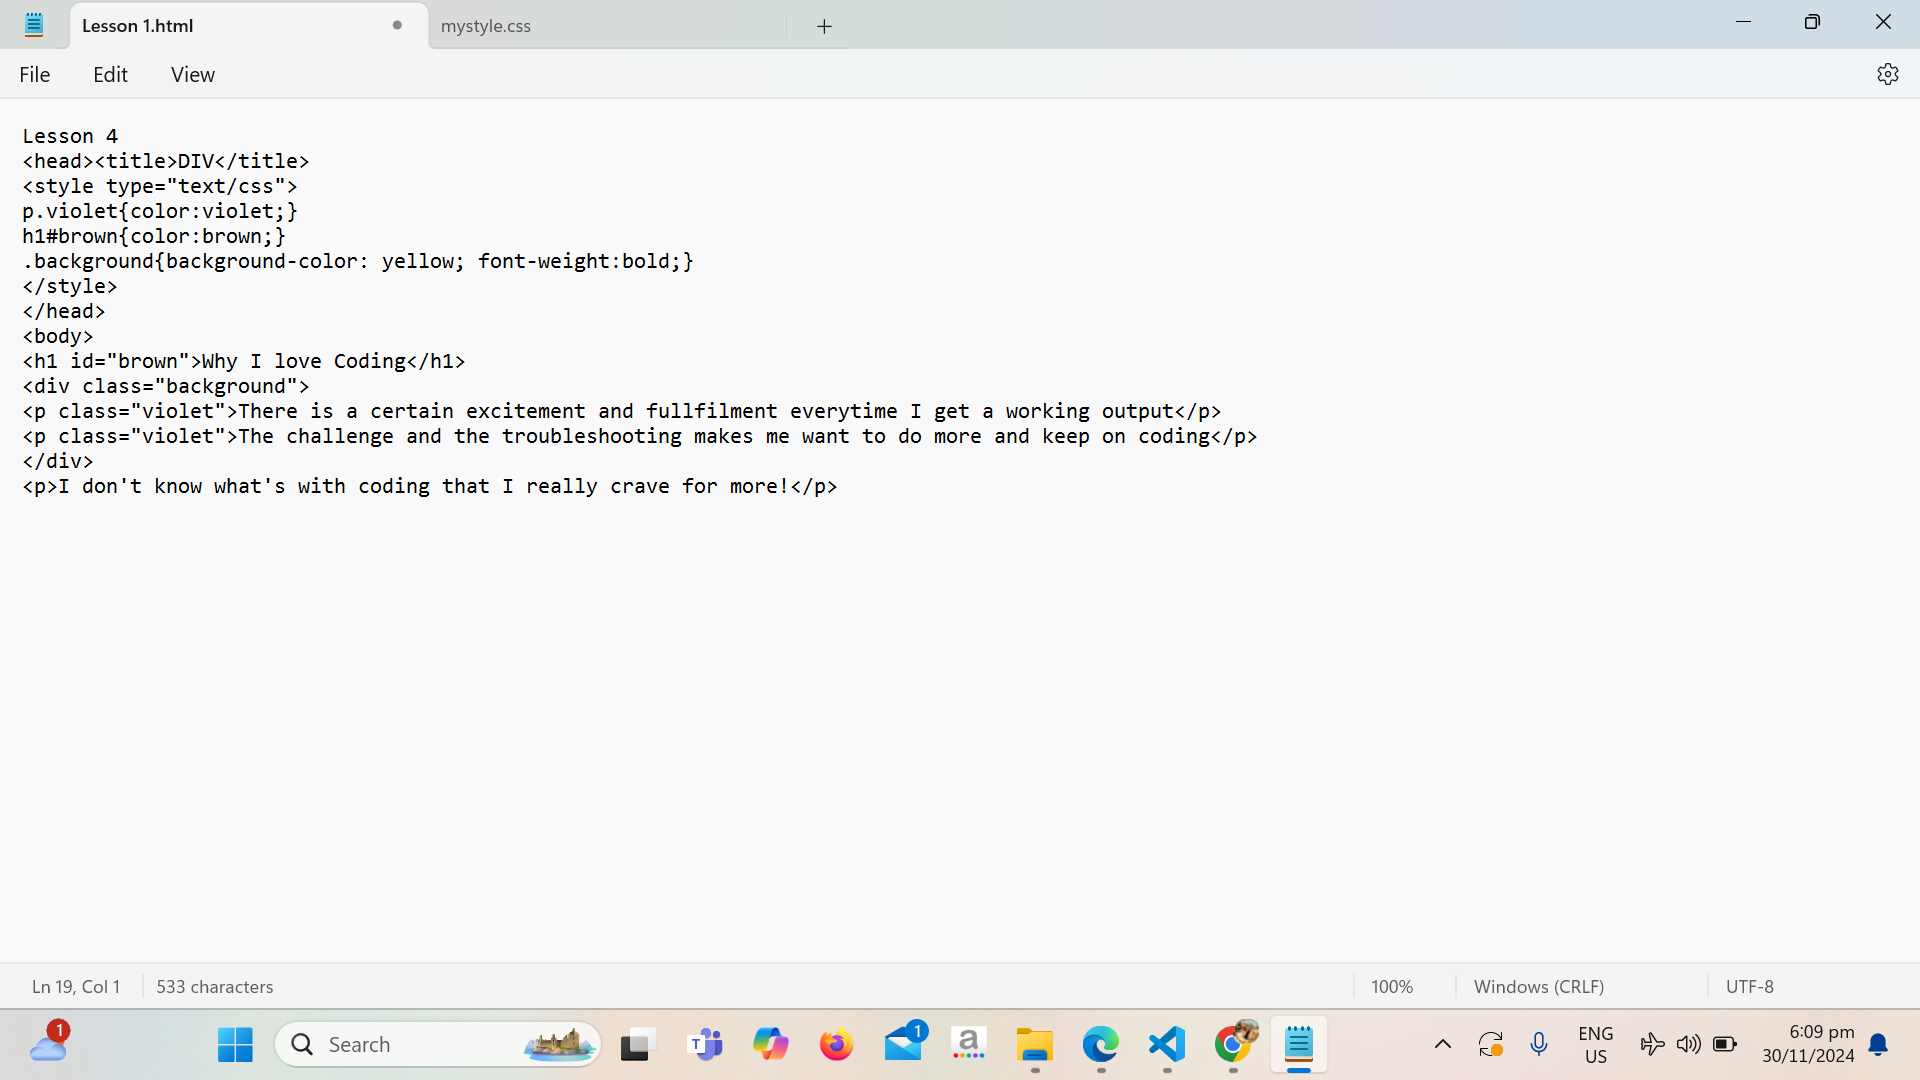 Lesson 1.html
mystyle.css
File Edit View
Lesson 4
<head><title>DIV</title>
<style type="text/css">
p.violet{color:violet;}
h1#brown{color:brown;}
.background{background-color: yellow; font-weight:bold;}
</style>
</head>
<body>
<h1 id="brown">Why I love Coding</h1>
<div class="background">
<p class="violet">There is a certain excitement and fullfilment everytime I get a working output</p>
<p class="violet">The challenge and the troubleshooting makes me want to do more and keep on coding</p>
</div>
<p>I don't know what's with coding that I really crave for more!</p>
Ln 19, Col 1 533 characters 100% Windows (CRLF) UTF-8
1
Search
T
1
a
ENG
US
6:09 pm
30/11/2024